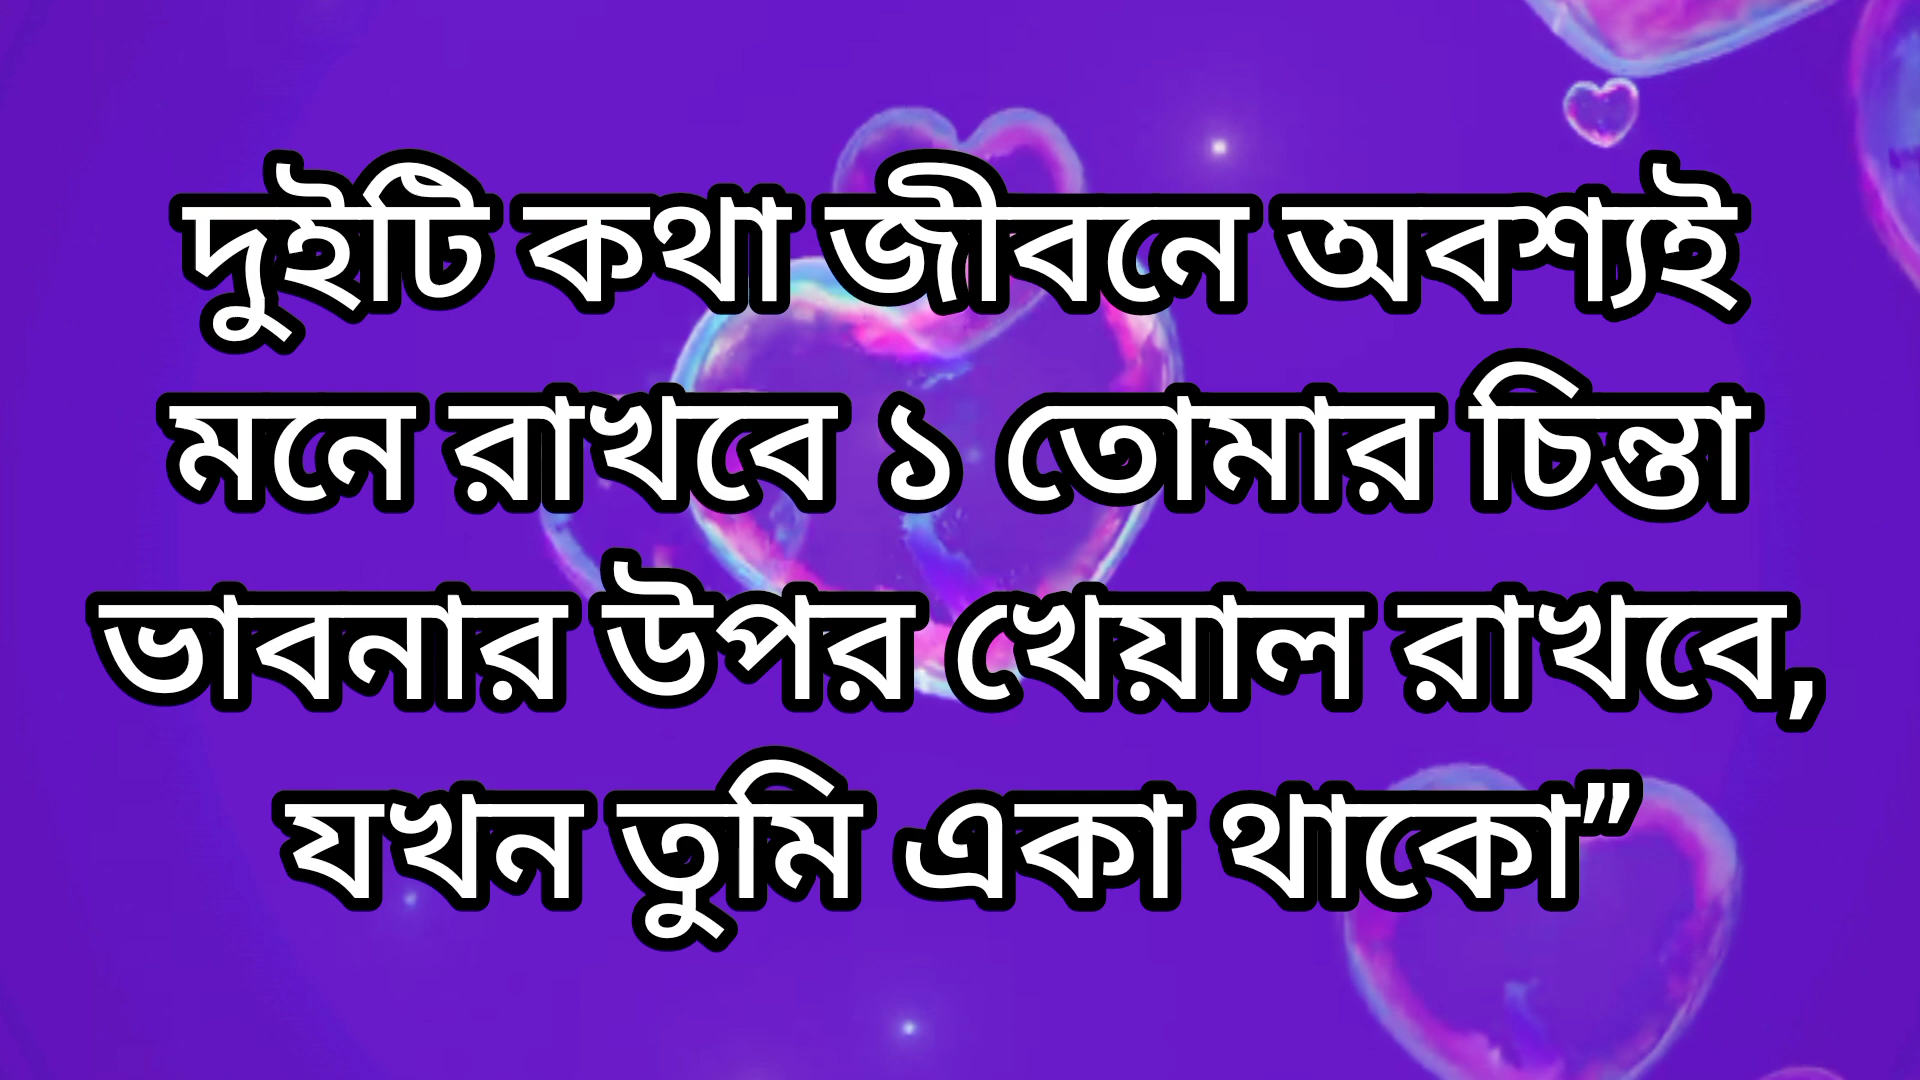 দুইটি কথা জীবনে অবশ্যই
মনে রাখবে ১ তোমার চিন্তা
ভাবনার উপর খেয়াল রাখবে,
যখন তুমি একা থাকো”